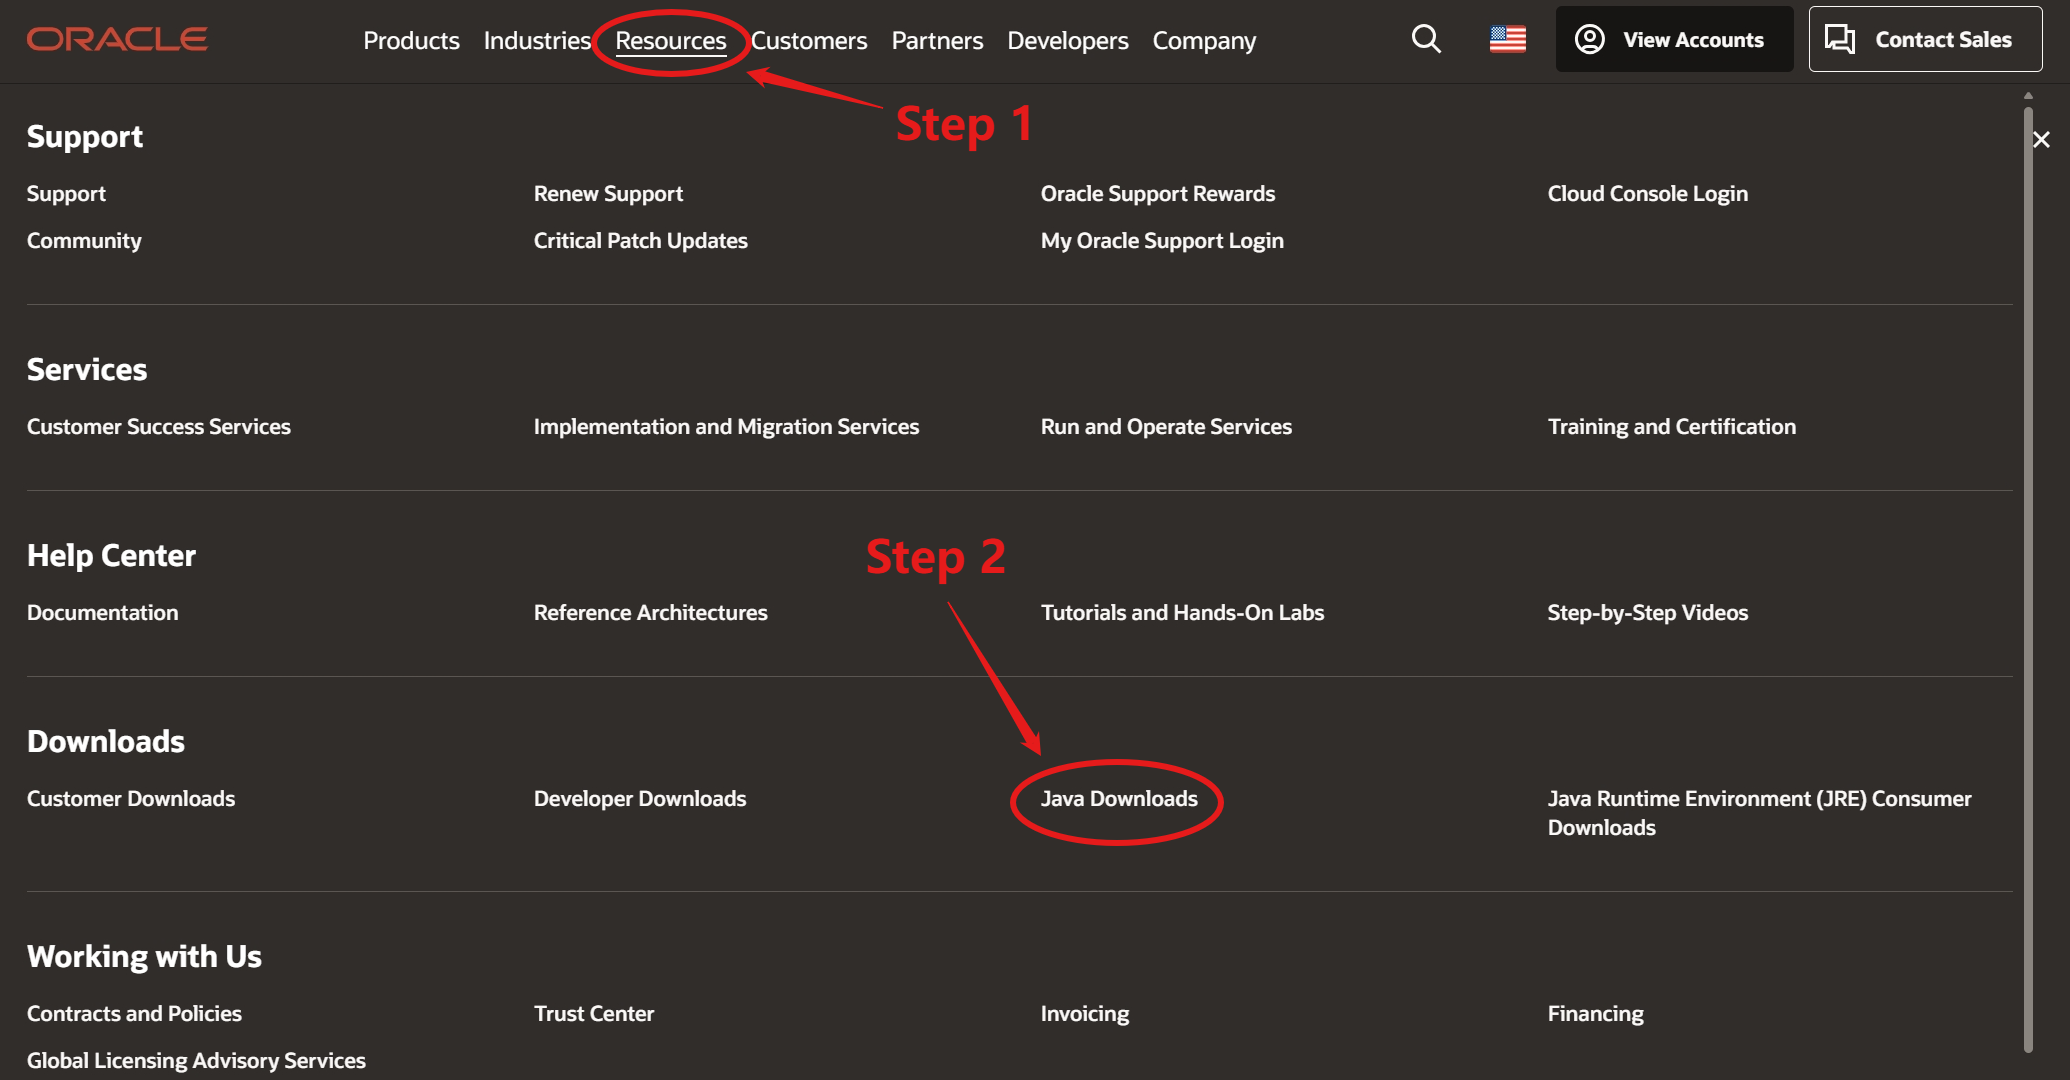 ORACLE
Products Industries Resources Customers Partners Developers Company
View Accounts
Contact Sales
Step 1
Support
Support Renew Support Oracle Support Rewards Cloud Console Login
Community Critical Patch Updates My Oracle Support Login
Services
Customer Success Services Implementation and Migration Services Run and Operate Services Training and Certification
Help Center
Step 2
Documentation Reference Architectures Tutorials and Hands-On Labs Step-by-Step Videos
Downloads
Customer Downloads Developer Downloads Java Downloads Java Runtime Environment (JRE) Consumer
Downloads
Working with Us
Contracts and Policies Trust Center Invoicing Financing
Global Licensing Advisory Services